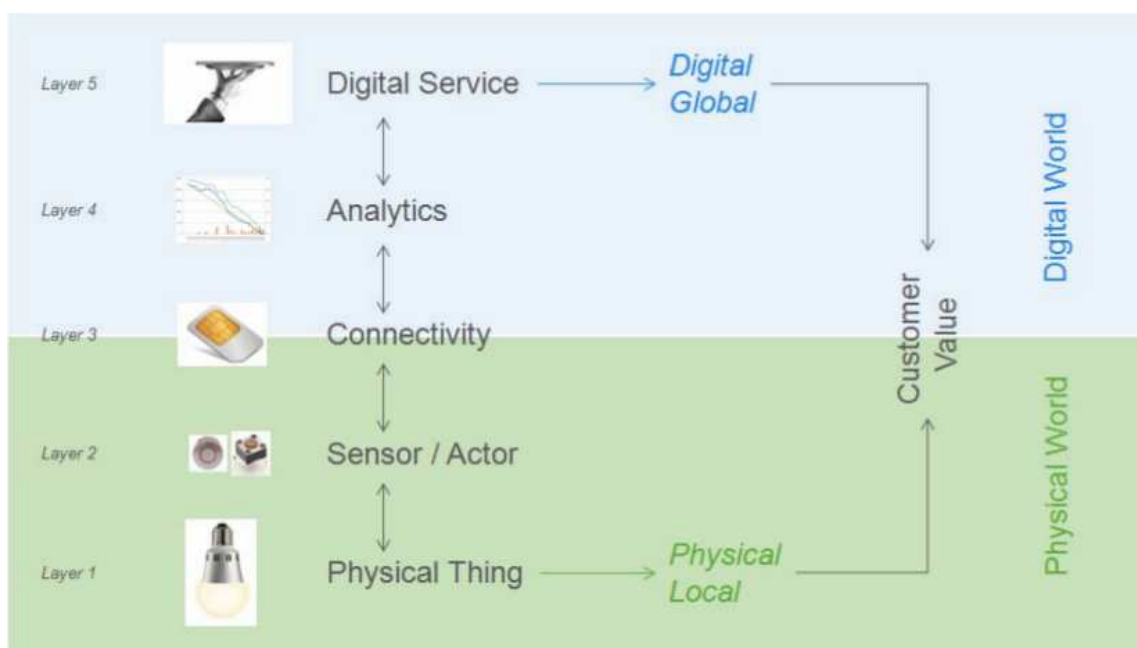 Layer 5
Digital Service
Digital
Global
Layer 4
Analytics
Layer 3
Connectivity
Layer 2
Sensor / Actor
Layer 1
Physical Thing
Physical
Local
Customer
Value
Digital World
Physical World